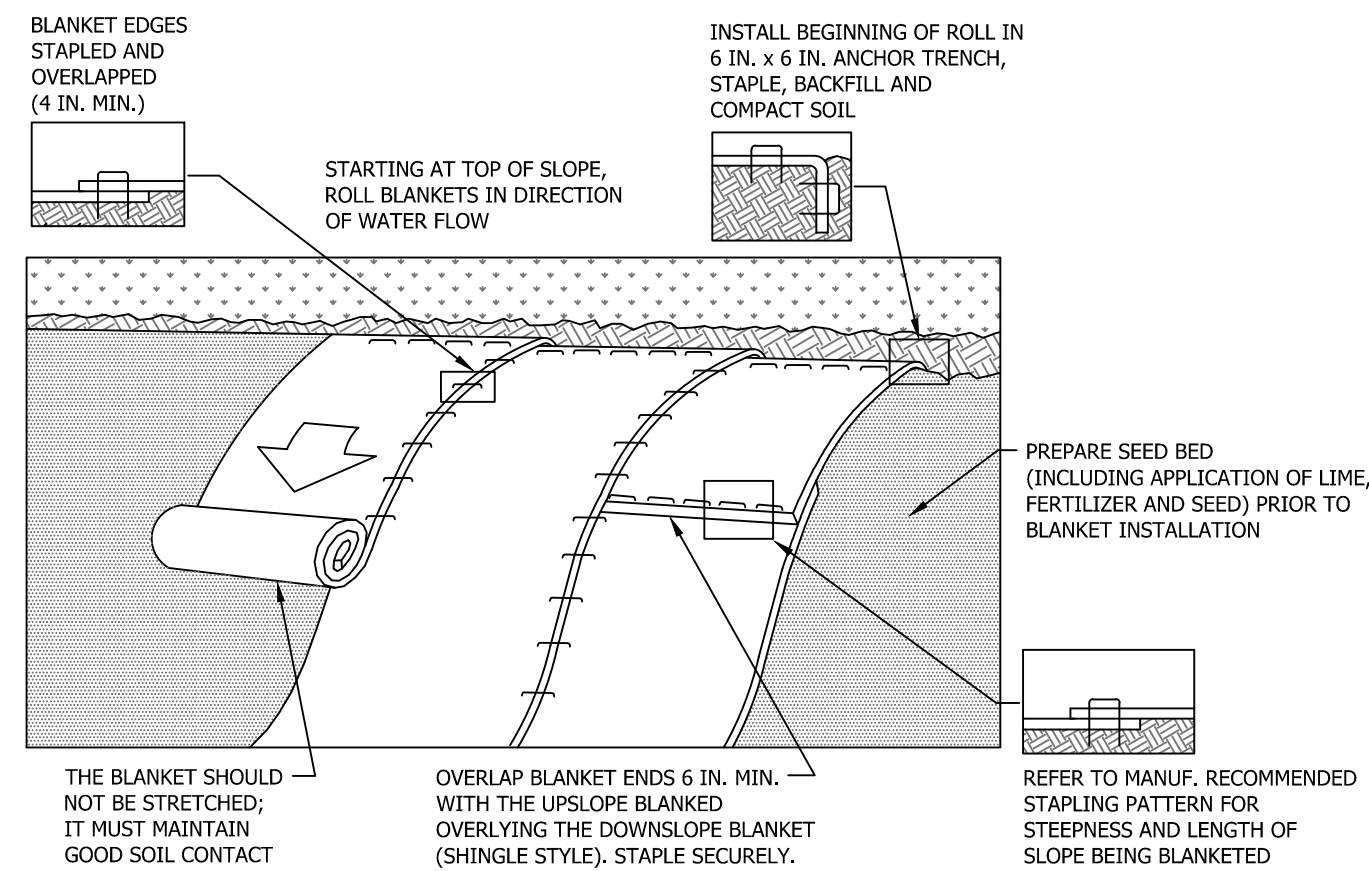 BLANKET EDGES
STAPLED AND
OVERLAPPED
(4 IN. MIN.)
STARTING AT TOP OF SLOPE,
ROLL BLANKETS IN DIRECTION
OF WATER FLOW
INSTALL BEGINNING OF ROLL IN
6 IN. x 6 IN. ANCHOR TRENCH,
STAPLE, BACKFILL AND
COMPACT SOIL
PREPARE SEED BED
(INCLUDING APPLICATION OF LIME,
FERTILIZER AND SEED) PRIOR TO
BLANKET INSTALLATION
THE BLANKET SHOULD
NOT BE STRETCHED;
IT MUST MAINTAIN
GOOD SOIL CONTACT
OVERLAP BLANKET ENDS 6 IN. MIN.
WITH THE UPSLOPE BLANKED
OVERLYING THE DOWNSLOPE BLANKET
(SHINGLE STYLE). STAPLE SECURELY.
REFER TO MANUF. RECOMMENDED
STAPLING PATTERN FOR
STEEPNESS AND LENGTH OF
SLOPE BEING BLANKETED